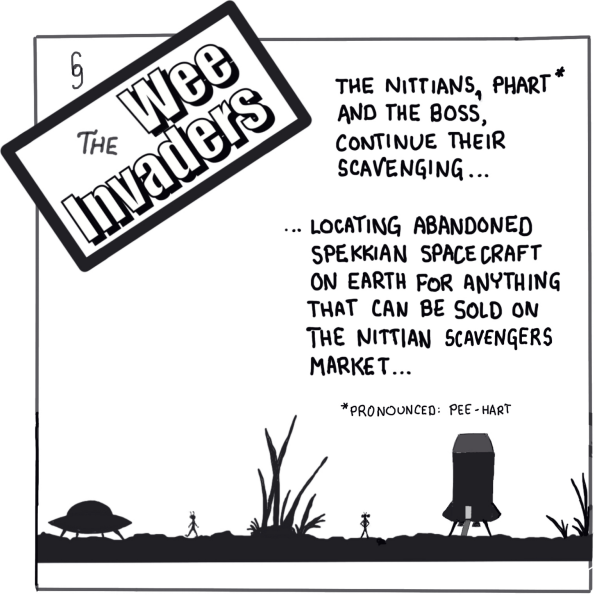 69
THE
Wee
Invaders
THE NITTIANS, PHART*
AND THE BOSS,
CONTINUE THEIR
SCAVENGING...
... LOCATING ABANDONED
SPEKKIAN SPACECRAFT
ON EARTH FOR ANYTHING
THAT CAN BE SOLD ON
THE NITTIAN SCAVENGERS
MARKET...
*PRONOUNCED: PEE-HART